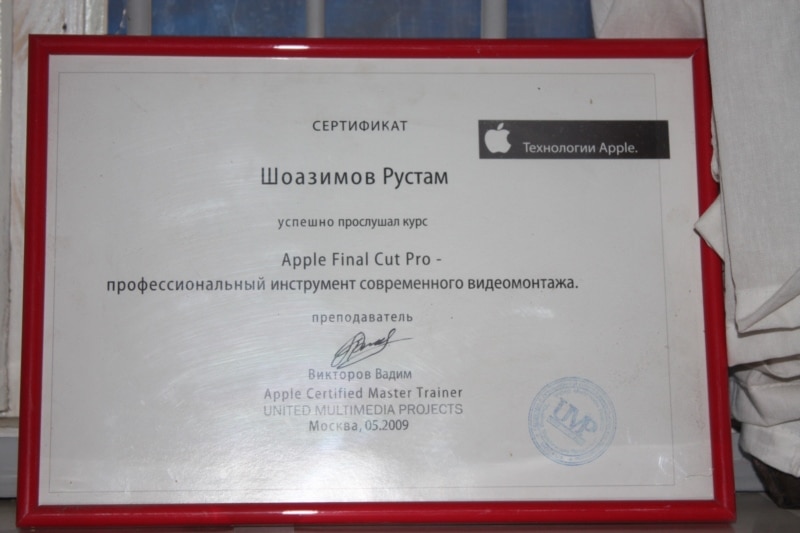 СЕРТИФИКАТ
Технологии Apple.
Шоазимов Рустам
успешно прослушал курс
Apple Final Cut Pro -
профессиональный инструмент современного видеомонтажа.
преподаватель
Викторов Вадим
Apple Certified Master Trainer
UNITED MULTIMEDIA PROJECTS
Москва, 05.2009
UMP